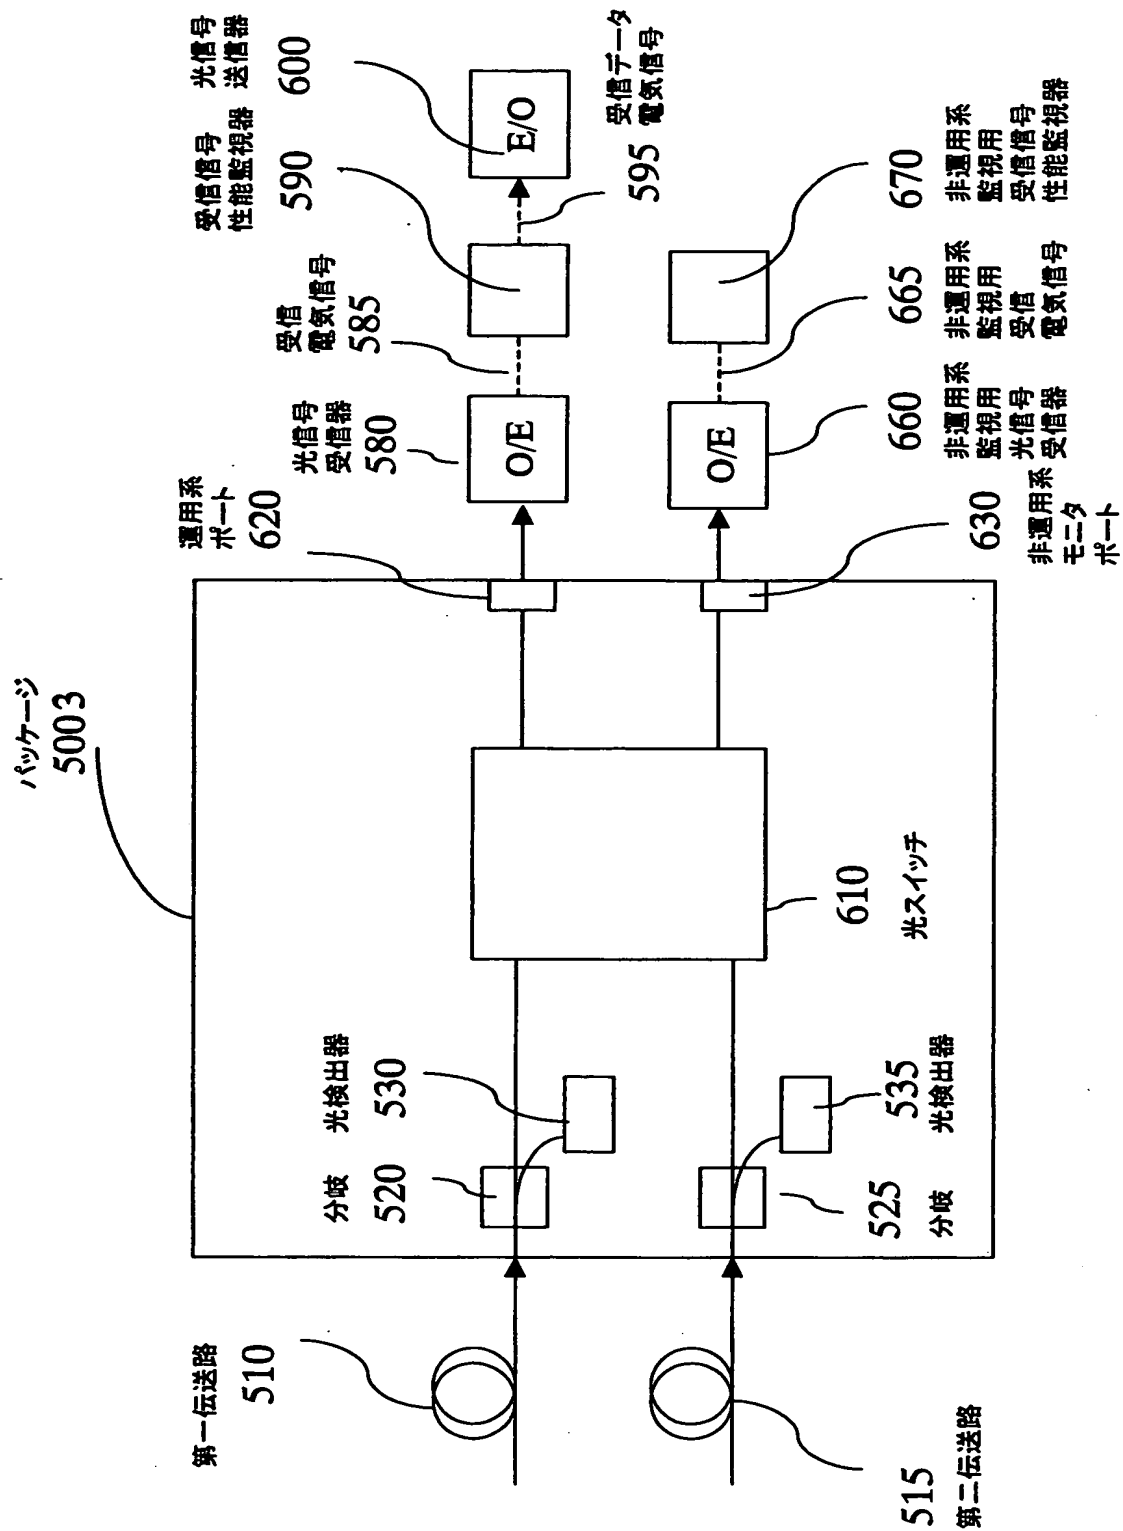 パッケージ
5003
第一伝送路
510
第二伝送路
515
分岐
520
光検出器
530
分岐
525
535
光検出器
610
光スイッチ
運用系
ポート
620
630
非運用系
モニタ
ポート
光信号
受信器
580
O/E
受信
電気信号
585
受信信号
性能監視器
590
光信号
送信器
600
E/O
受信データ
電気信号
595
O/E
660
非運用系
監視用
光信号
受信器
665
非運用系
監視用
受信
電気信号
670
非運用系
監視用
受信信号
性能監視器